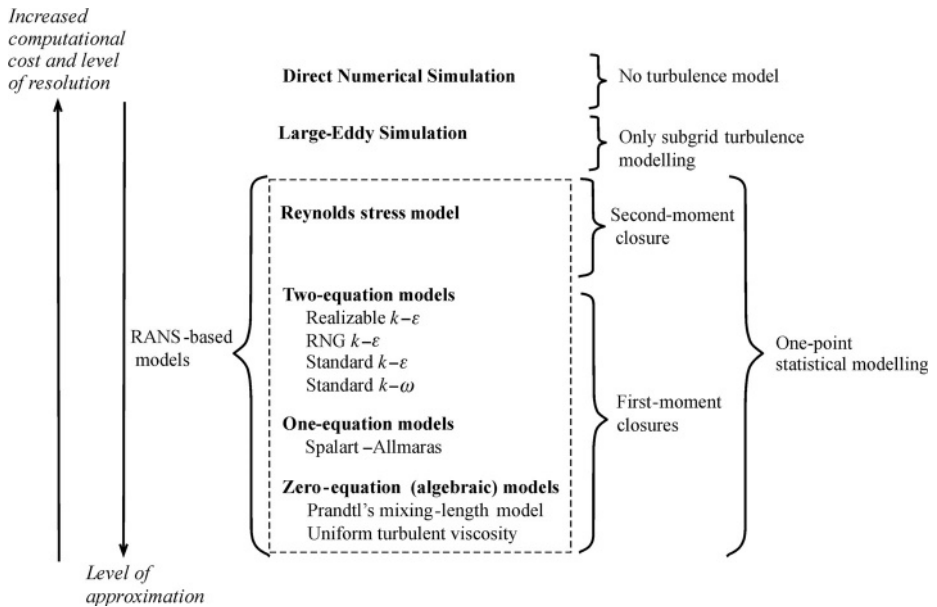 Increased
computational
cost and level
of resolution
Direct Numerical Simulation
No turbulence model
Large-Eddy Simulation
Only subgrid turbulence
modelling
Reynolds stress model
Second-moment
closure
Two-equation models
Realizable k–ε
RNG k–ε
Standard k–ε
Standard k–ω
RANS-based
models
One-point
statistical modelling
First-moment
closures
One-equation models
Spalart–Allmaras
Zero-equation (algebraic) models
Prandtl's mixing-length model
Uniform turbulent viscosity
Level of
approximation